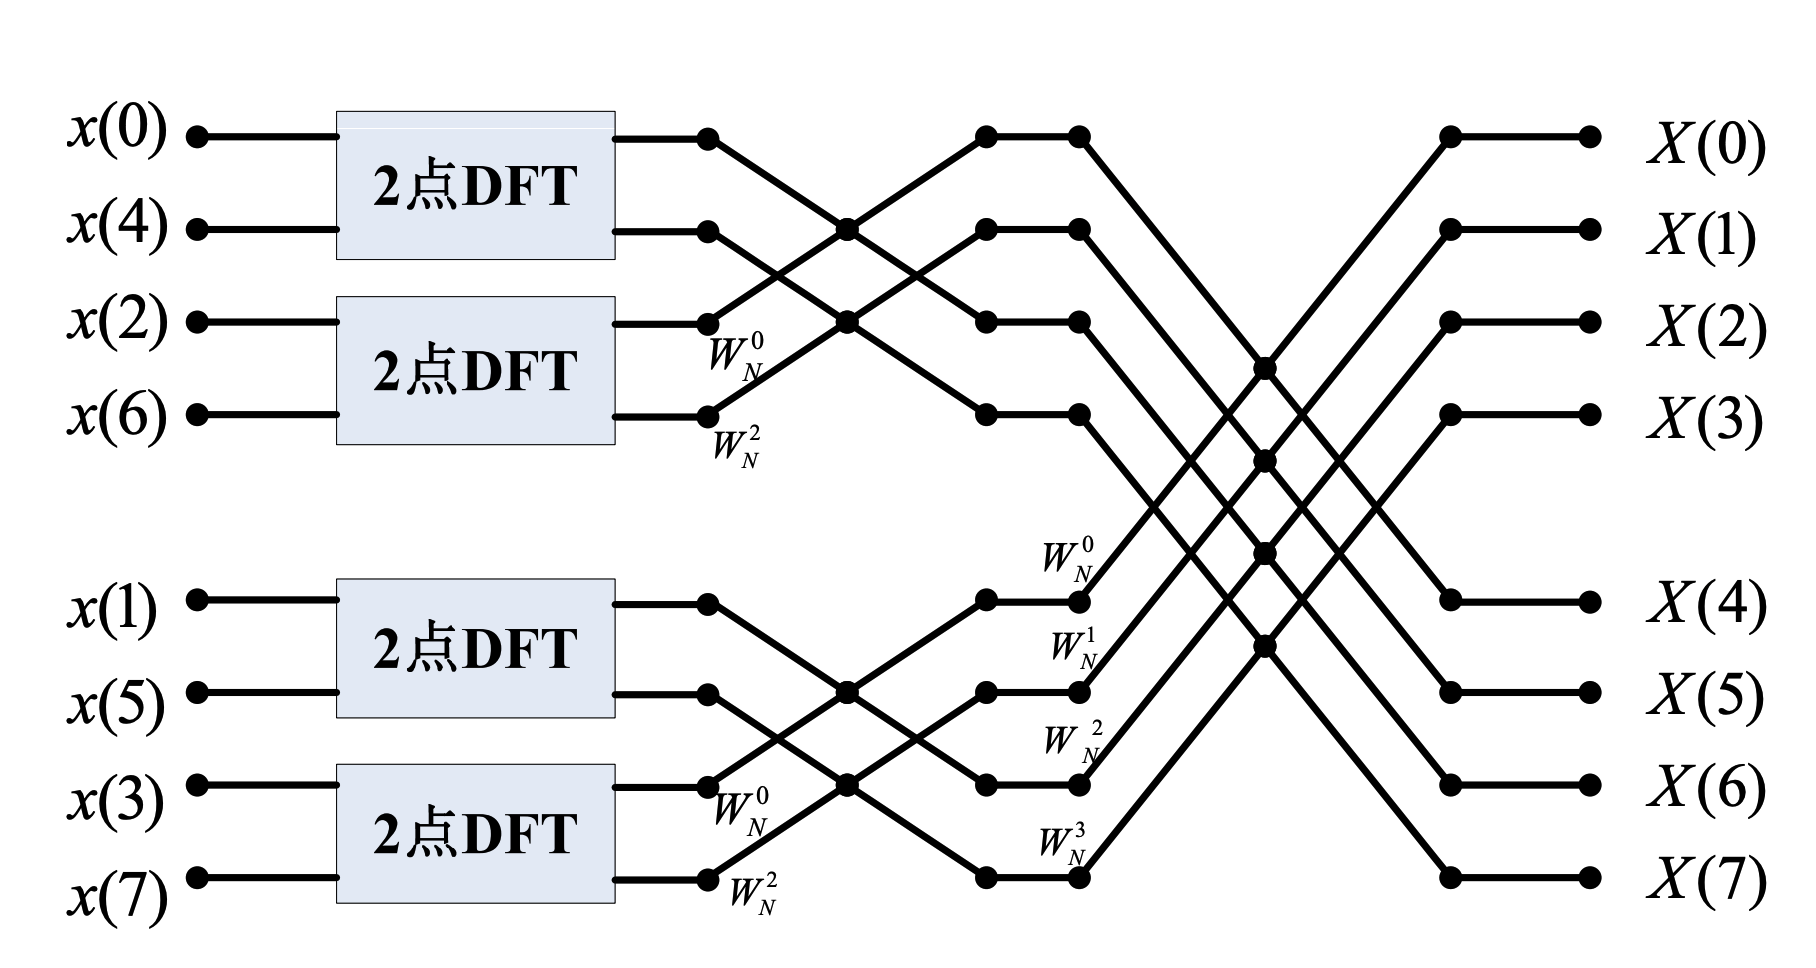 x(0)
x(4)
x(2)
x(6)
x(1)
x(5)
x(3)
x(7)
2点DFT
2点DFT
2点DFT
2点DFT
W_N^0
W_N^2
W_N^0
W_N^2
W_N^0
W_N^1
W_N^2
W_N^3
X(0)
X(1)
X(2)
X(3)
X(4)
X(5)
X(6)
X(7)